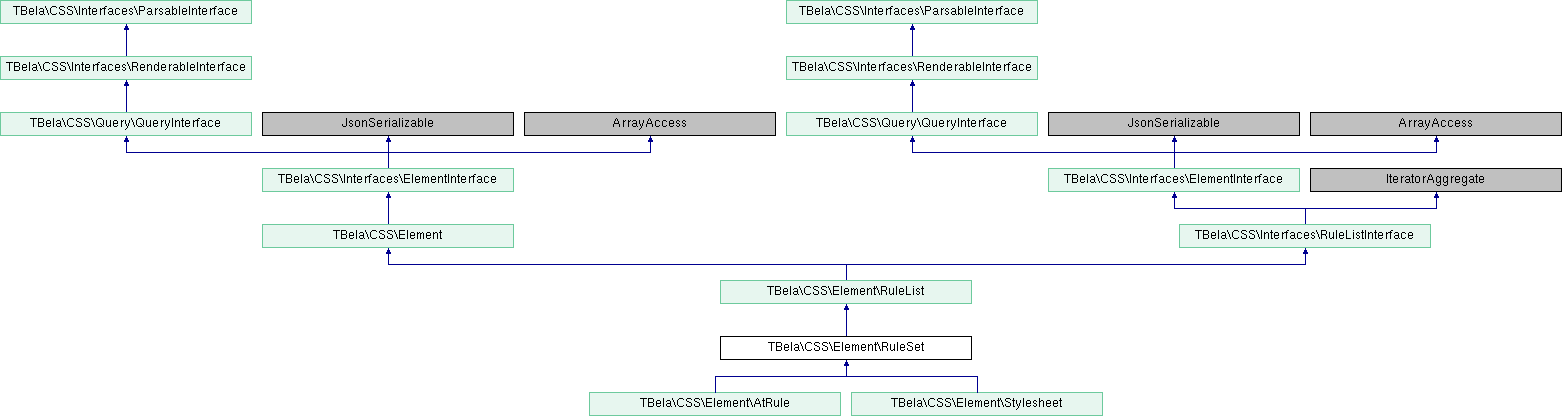 TBela\CSS\Interfaces\ParsableInterface TBela\CSS\Interfaces\ParsableInterface
TBela\CSS\Interfaces\RenderableInterface TBela\CSS\Interfaces\RenderableInterface
TBela\CSS\Query\QueryInterface JsonSerializable ArrayAccess TBela\CSS\Query\QueryInterface JsonSerializable ArrayAccess
TBela\CSS\Interfaces\ElementInterface TBela\CSS\Interfaces\ElementInterface IteratorAggregate
TBela\CSS\Element TBela\CSS\Interfaces\RuleListInterface
TBela\CSS\Element\RuleList
TBela\CSS\Element\RuleSet
TBela\CSS\Element\AtRule TBela\CSS\Element\Stylesheet